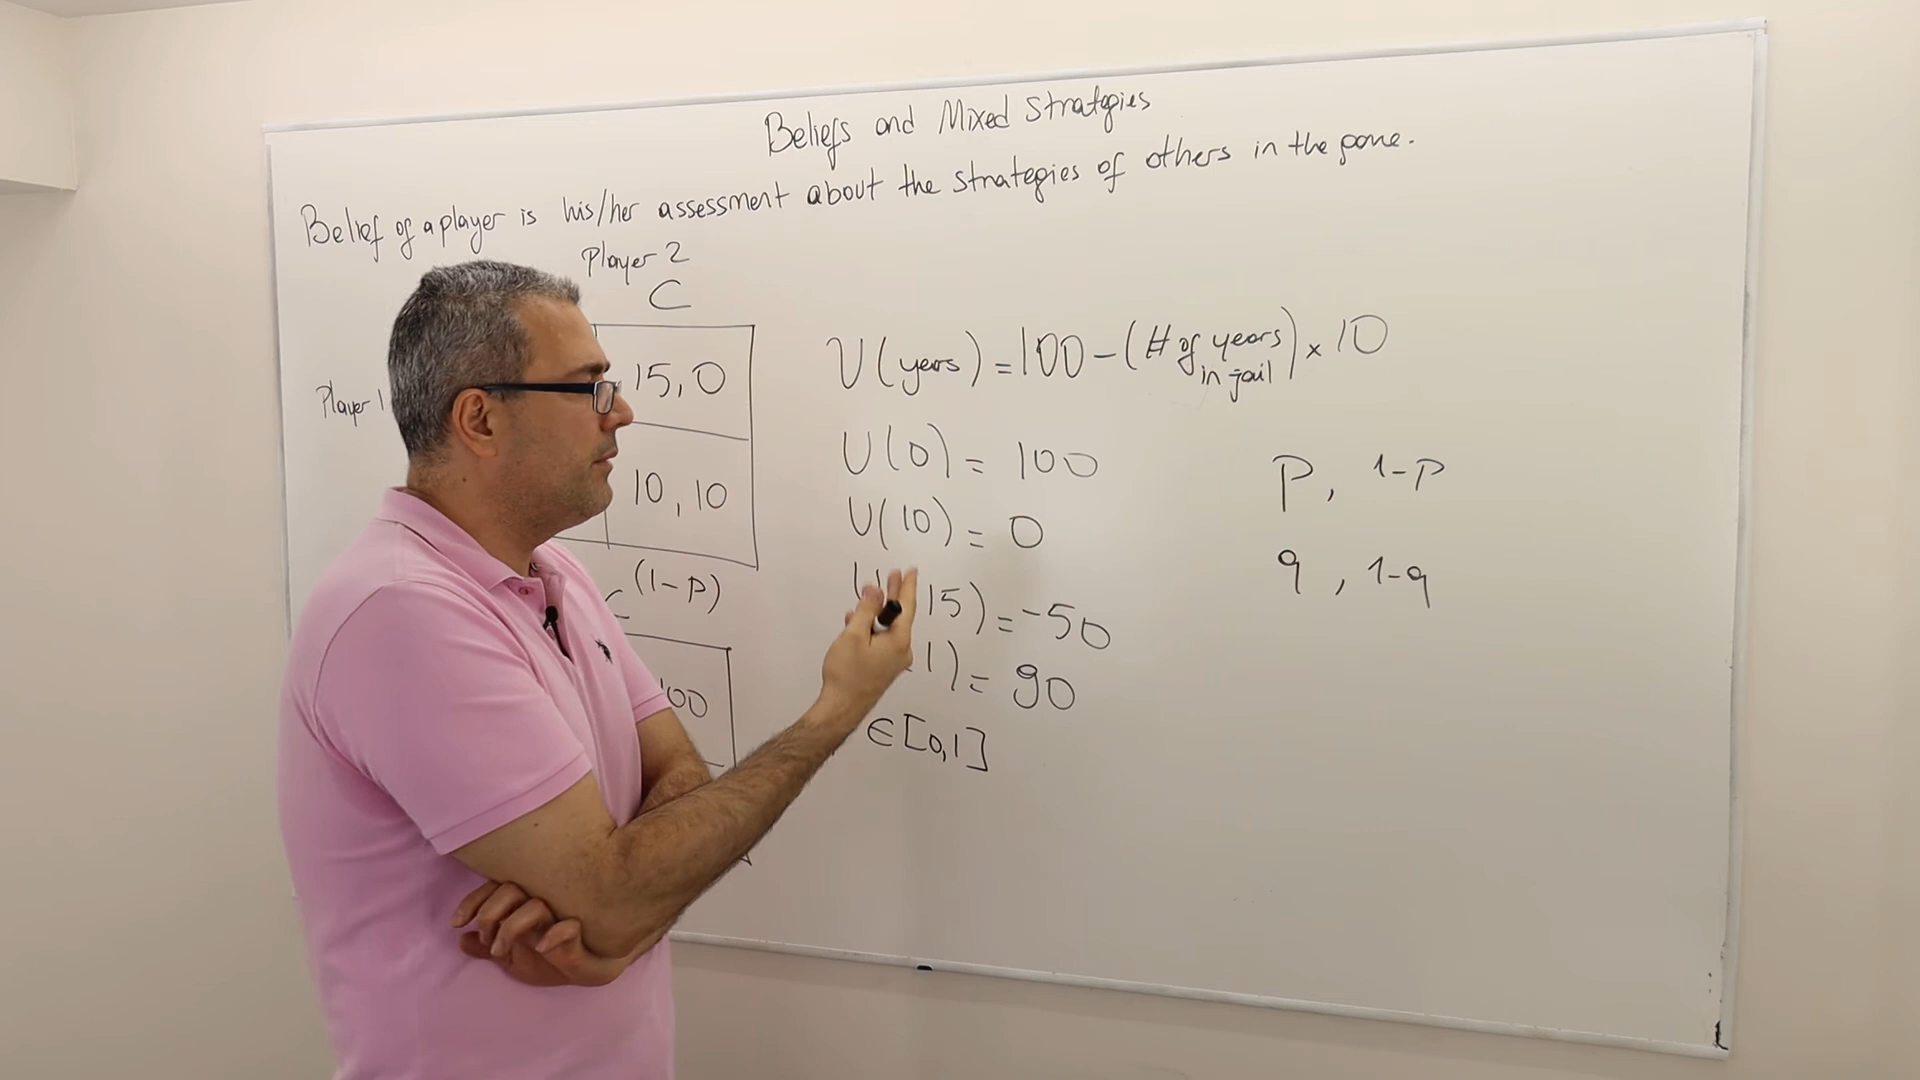 Beliefs and Mixed Strategies
Belief of a player is his/her assessment about the strategies of others in the game.
Player 2
C
Player 1
15, 0
10, 10
(1-p)
C
00
U(years) = 100 - (# of years in jail) × 10
U(0) = 100
U(10) = 0
15) = -50
1) = 90
∈ [0,1]
P, 1-P
q, 1-q